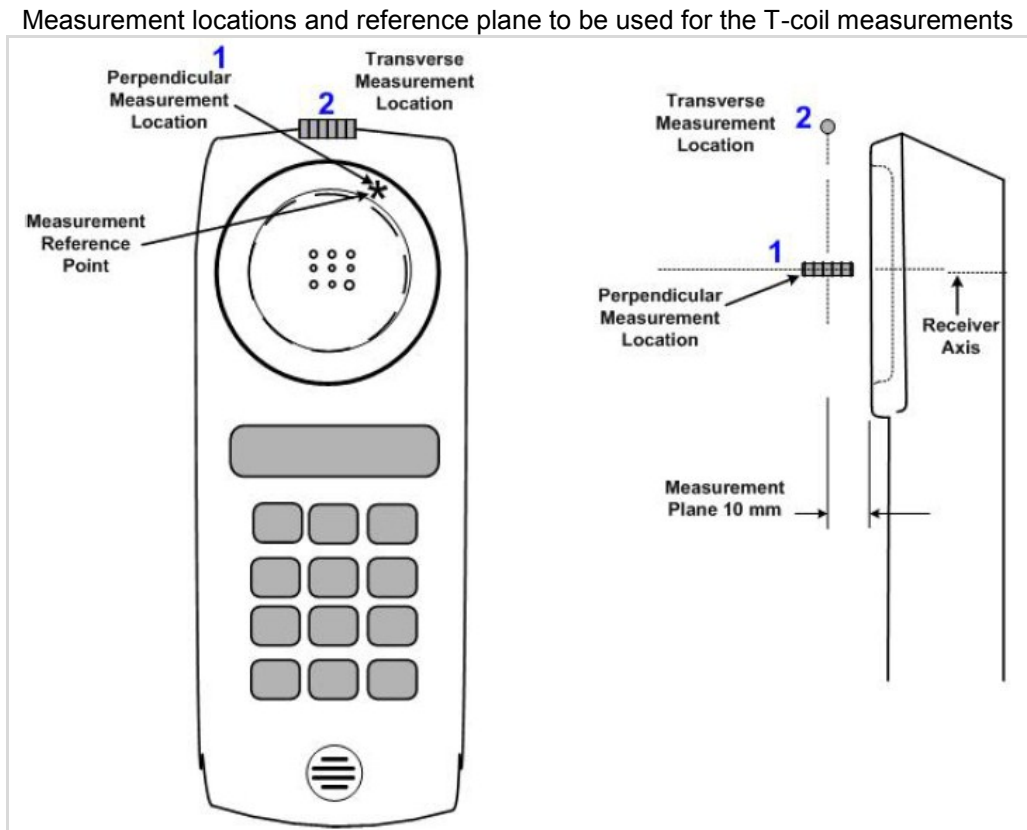 Measurement locations and reference plane to be used for the T-coil measurements
1
Perpendicular
Measurement
Location
2
Transverse
Measurement
Location
Measurement
Reference
Point
*
Transverse
Measurement
Location
2
1
Perpendicular
Measurement
Location
Receiver
Axis
Measurement
Plane 10 mm